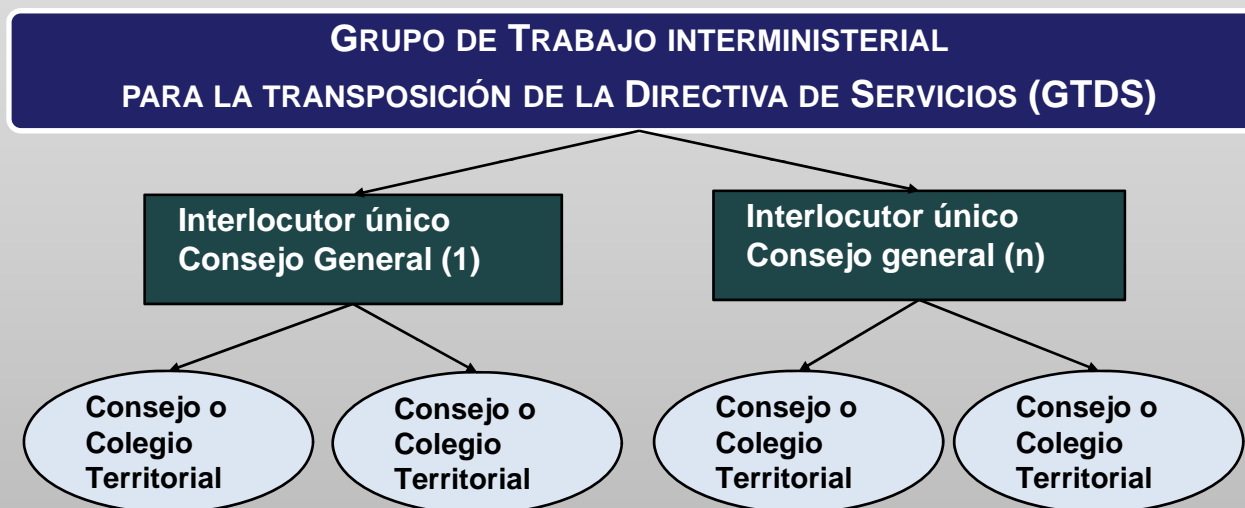 GRUPO DE TRABAJO INTERMINISTERIAL
PARA LA TRANSPOSICIÓN DE LA DIRECTIVA DE SERVICIOS (GTDS)
Interlocutor único
Consejo General (1)
Interlocutor único
Consejo general (n)
Consejo o
Colegio
Territorial
Consejo o
Colegio
Territorial
Consejo o
Colegio
Territorial
Consejo o
Colegio
Territorial